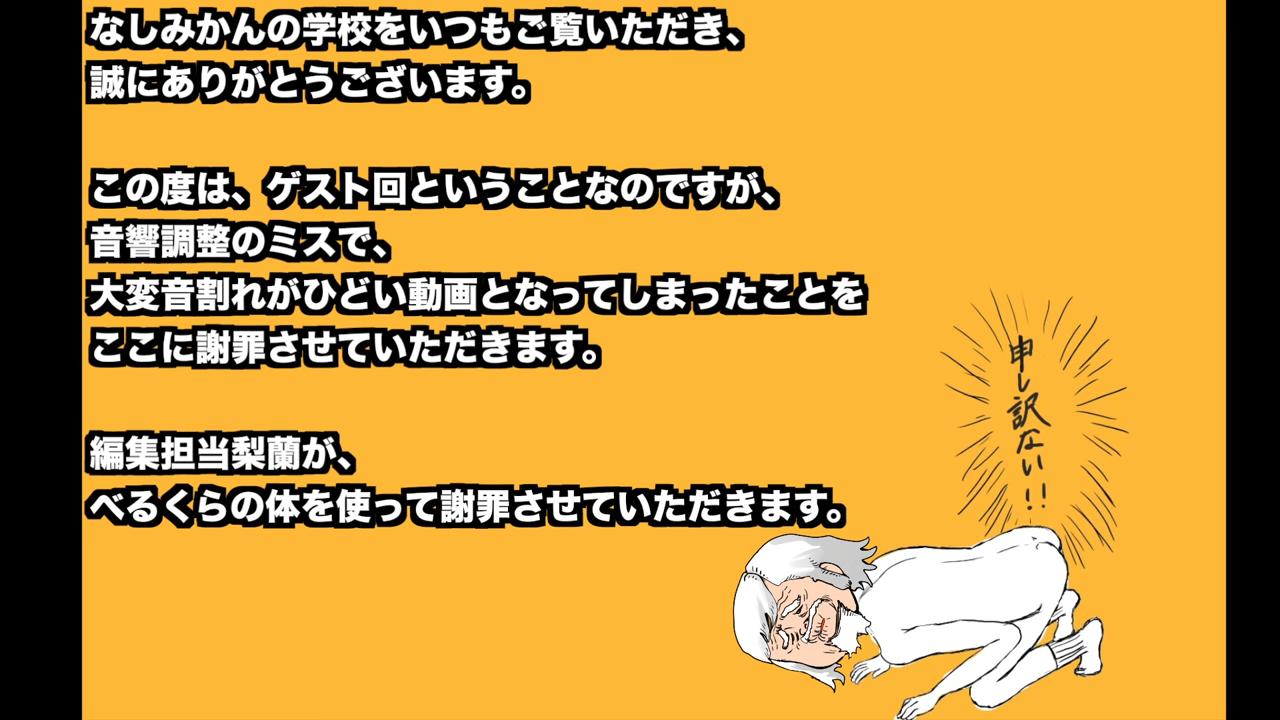 なしみかんの学校をいつもご覧いただき、
誠にありがとうございます。
この度は、ゲスト回ということなのですが、
音響調整のミスで、
大変音割れがひどい動画となってしまったことを
ここに謝罪させていただきます。
編集担当梨蘭が、
べるくらの体を使って謝罪させていただきます。
申し訳ない!!